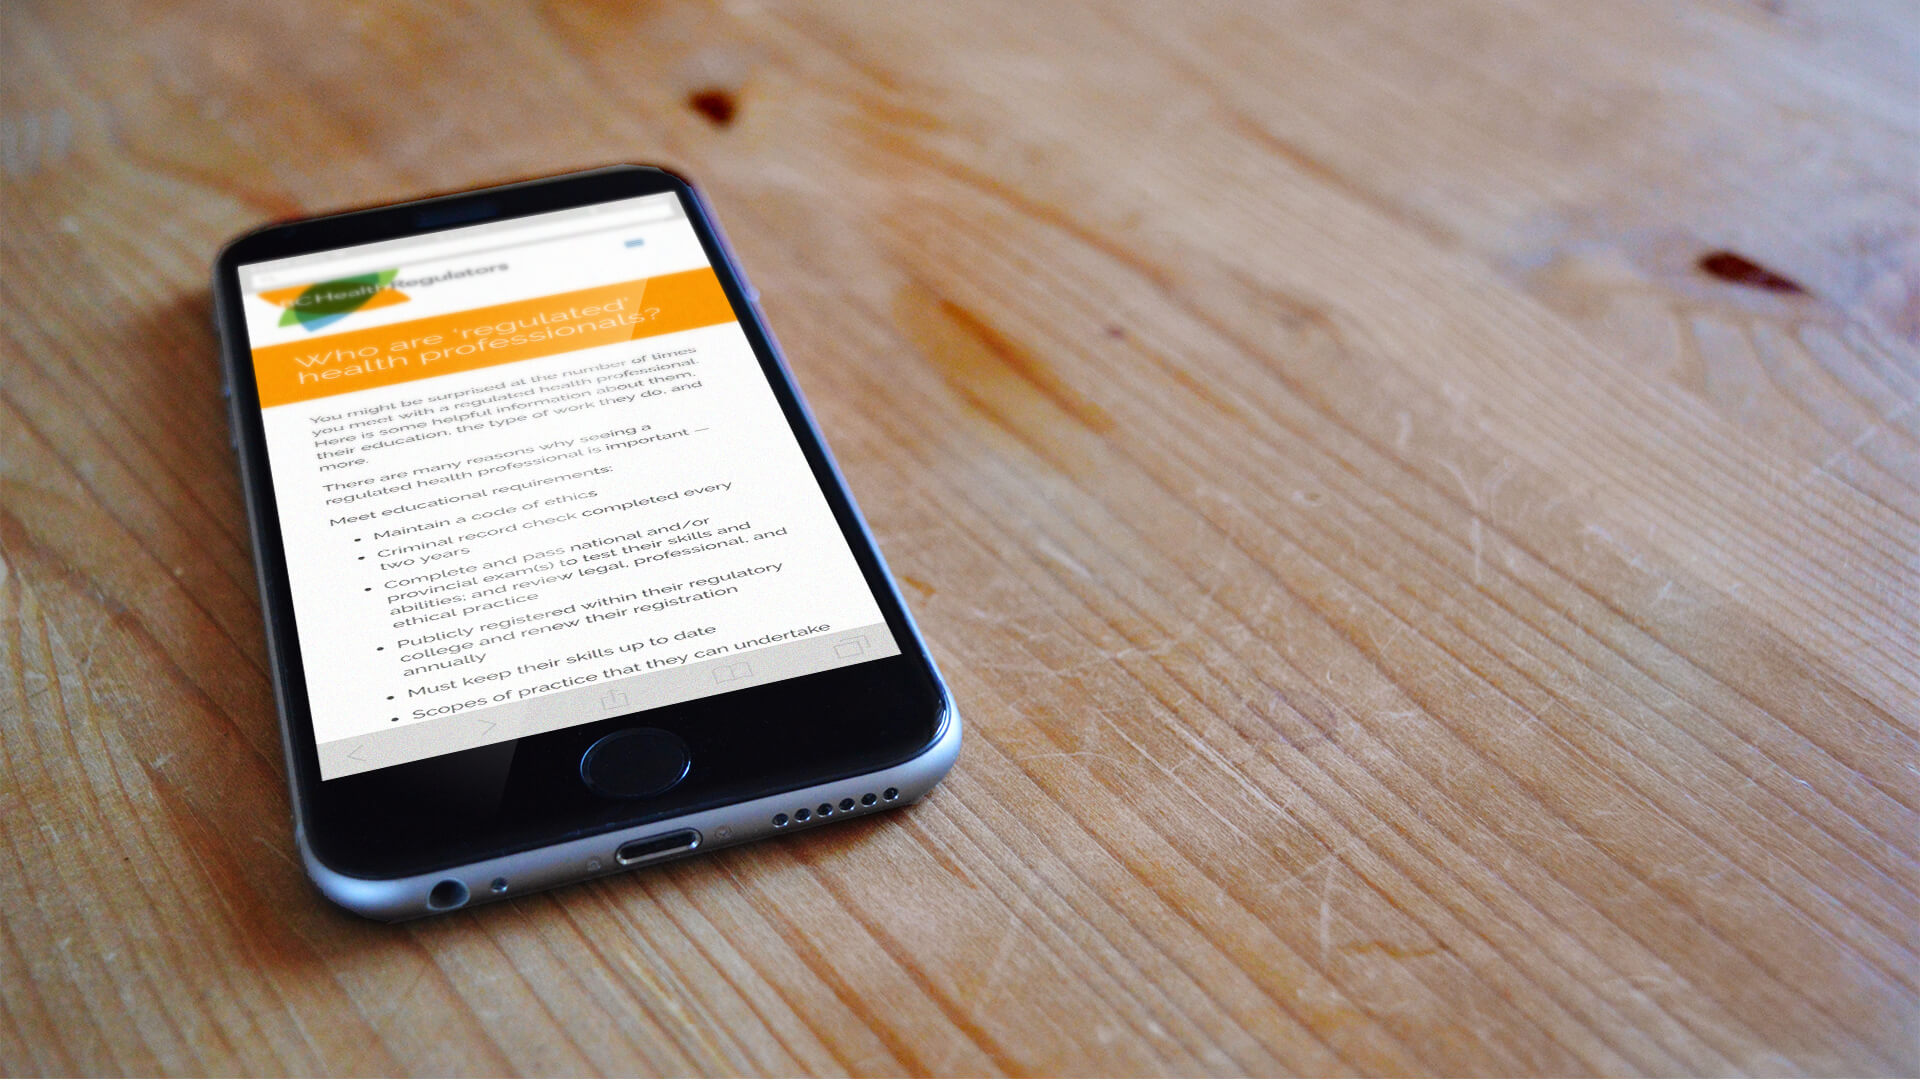 BC Health Regulators
Who are 'regulated'
health professionals?
You might be surprised at the number of times
you meet with a regulated health professional.
Here is some helpful information about them,
their education, the type of work they do, and
more.
There are many reasons why seeing a
regulated health professional is important —
Meet educational requirements:
• Maintain a code of ethics
• Criminal record check completed every
two years
• Complete and pass national and/or
provincial exam(s) to test their skills and
abilities; and review legal, professional, and
ethical practice
• Publicly registered within their regulatory
college and renew their registration
annually
• Must keep their skills up to date
• Scopes of practice that they can undertake